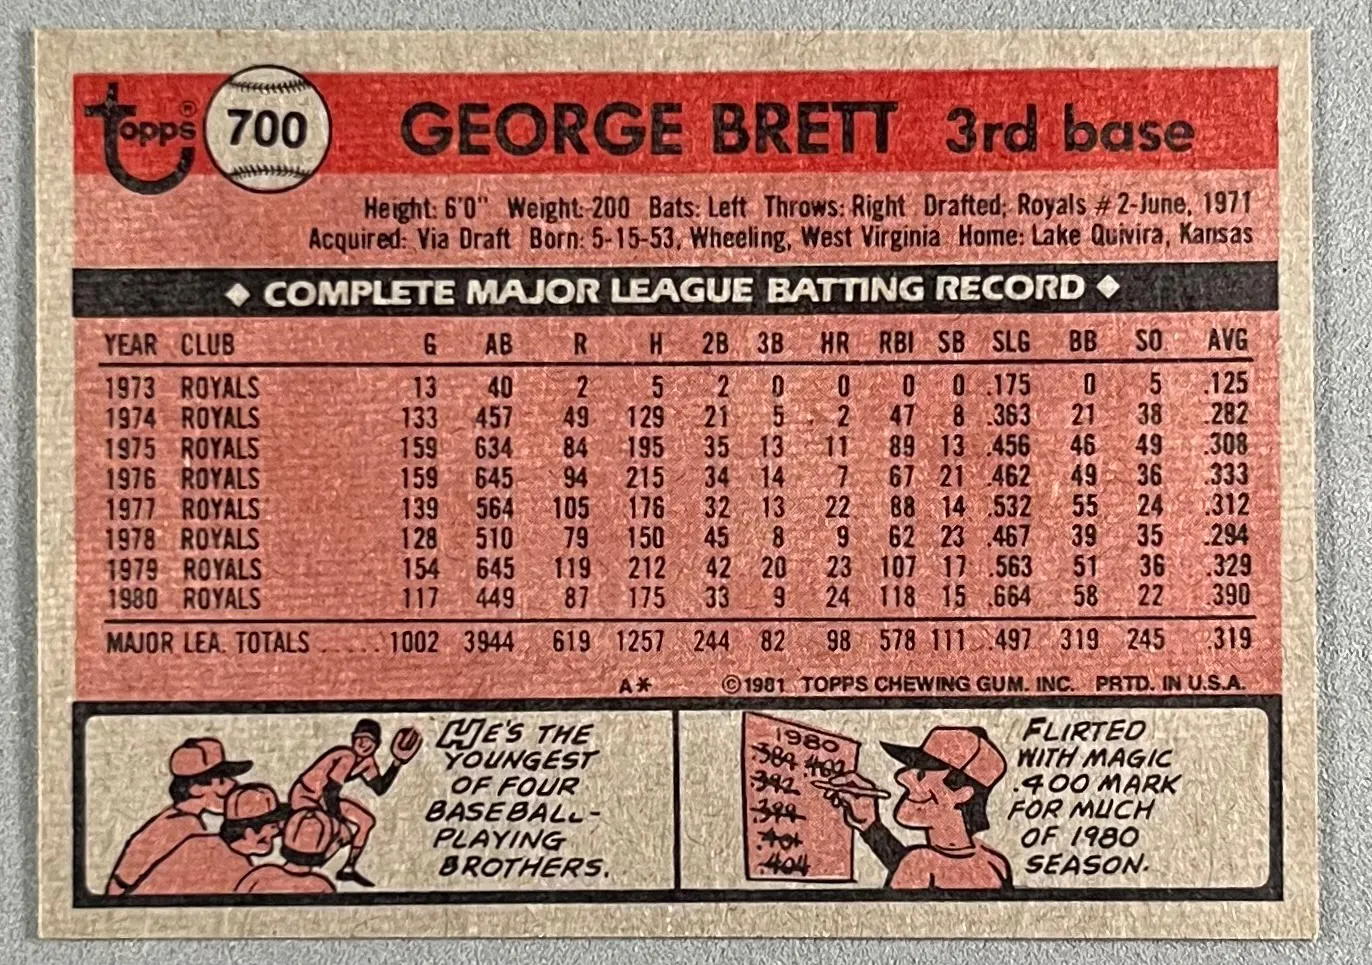 Topps® 700 GEORGE BRETT 3rd base
Height: 6'0" Weight: 200 Bats: Left Throws: Right Drafted: Royals #2-June, 1971
Acquired: Via Draft Born: 5-15-53, Wheeling, West Virginia Home: Lake Quivira, Kansas
◆ COMPLETE MAJOR LEAGUE BATTING RECORD ◆
YEAR CLUB G AB R H 2B 3B HR RBI SB SLG BB SO AVG
1973 ROYALS 13 40 2 5 2 0 0 0 0 .175 0 5 .125
1974 ROYALS 133 457 49 129 21 5 2 47 8 .363 21 38 .282
1975 ROYALS 159 634 84 195 35 13 11 89 13 .456 46 49 .308
1976 ROYALS 159 645 94 215 34 14 7 67 21 .462 49 36 .333
1977 ROYALS 139 564 105 176 32 13 22 88 14 .532 55 24 .312
1978 ROYALS 128 510 79 150 45 8 9 62 23 .467 39 35 .294
1979 ROYALS 154 645 119 212 42 20 23 107 17 .563 51 36 .329
1980 ROYALS 117 449 87 175 33 9 24 118 15 .664 58 22 .390
MAJOR LEA. TOTALS ..... 1002 3944 619 1257 244 82 98 578 111 .497 319 245 .319
A* ©1981 TOPPS CHEWING GUM. INC. PRTD. IN U.S.A.
HE'S THE
YOUNGEST
OF FOUR
BASEBALL-
PLAYING
BROTHERS.
1980
.384 .402
.392
.399
.401
.404
FLIRTED
WITH MAGIC
.400 MARK
FOR MUCH
OF 1980
SEASON.